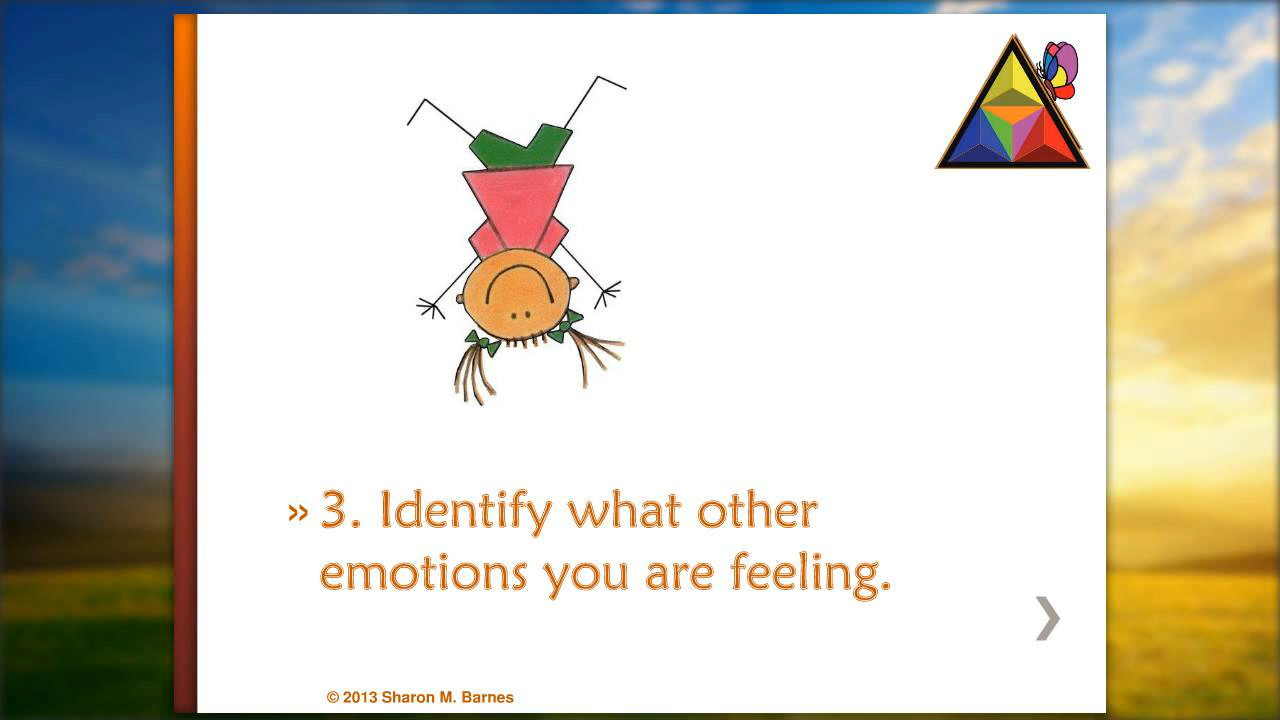 » 3. Identify what other
emotions you are feeling.
© 2013 Sharon M. Barnes